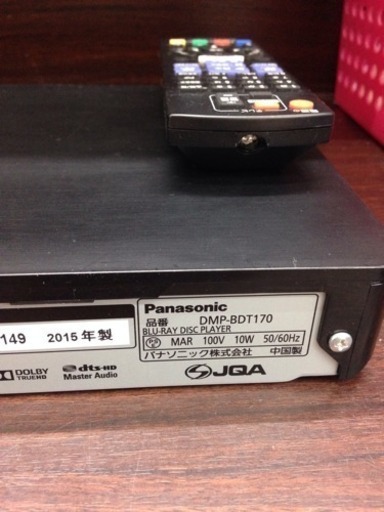 149 2015年製
Panasonic
品番 DMP-BDT170
BLU-RAY DISC PLAYER
MAR 100V 10W 50/60Hz
パナソニック株式会社 中国製
DOLBY
TRUEHD
dts-HD
Master Audio
JQA